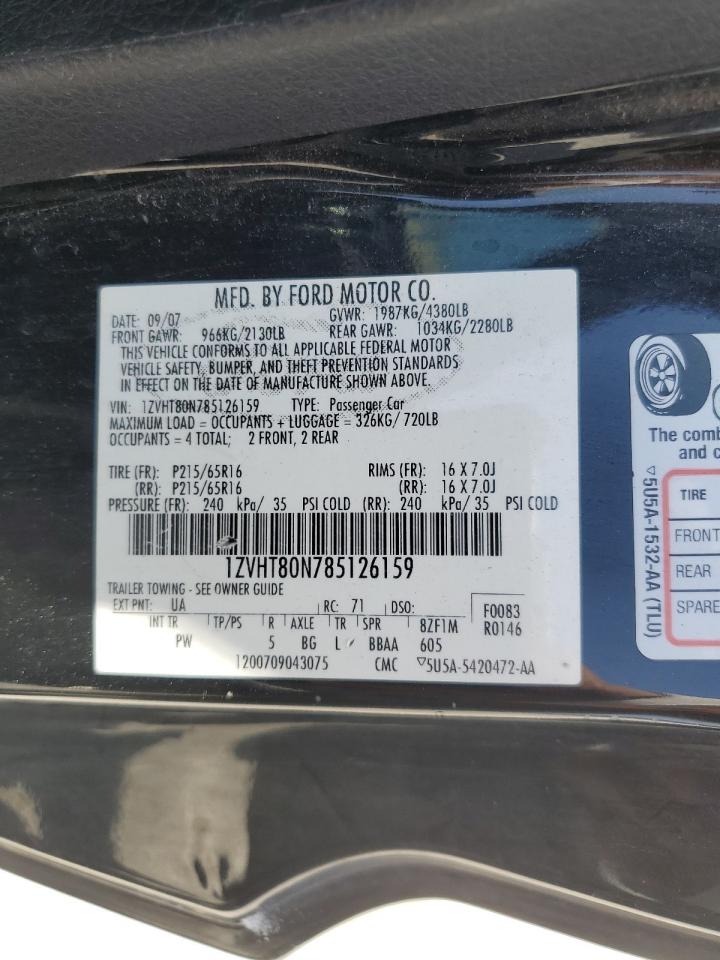 MFD. BY FORD MOTOR CO.
DATE: 09/07 GVWR: 1987KG/4380LB
FRONT GAWR: 966KG/2130LB REAR GAWR: 1034KG/2280LB
THIS VEHICLE CONFORMS TO ALL APPLICABLE FEDERAL MOTOR
VEHICLE SAFETY, BUMPER, AND THEFT PREVENTION STANDARDS
IN EFFECT ON THE DATE OF MANUFACTURE SHOWN ABOVE.
VIN: 1ZVHT80N785126159 TYPE: Passenger Car
MAXIMUM LOAD = OCCUPANTS + LUGGAGE = 326KG/720LB
OCCUPANTS = 4 TOTAL; 2 FRONT, 2 REAR
TIRE (FR): P215/65R16 RIMS (FR): 16 X 7.0J
(RR): P215/65R16 (RR): 16 X 7.0J
PRESSURE (FR): 240 kPa/ 35 PSI COLD (RR): 240 kPa/ 35 PSI COLD
1ZVHT80N785126159
TRAILER TOWING - SEE OWNER GUIDE
EXT PNT: UA RC: 71 DSO: F0083
INT TR TP/PS R AXLE TR SPR 8ZF1M R0146
PW 5 BG L BBAA 605
1200709043075 CMC ▽5U5A-5420472-AA
The comb
and c
TIRE
FRONT
REAR
SPARE
▽5U5A-1532-AA (TLU)